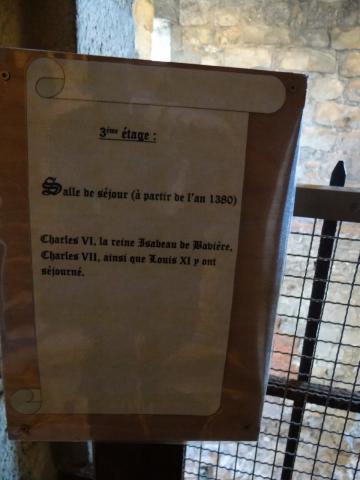 3ème étage :
Salle de séjour (à partir de l'an 1380)
Charles VI, la reine Isabeau de Bavière,
Charles VII, ainsi que Louis XI y ont
séjourné.